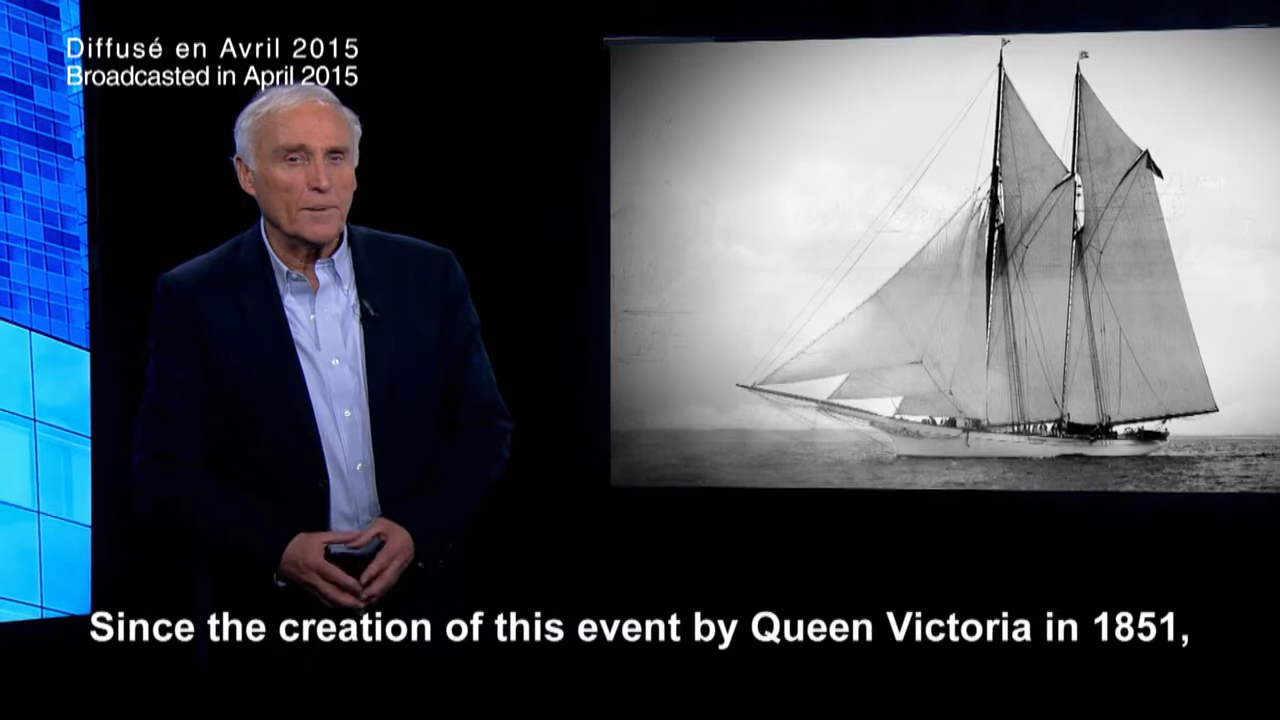 Diffusé en Avril 2015
Broadcasted in April 2015
Since the creation of this event by Queen Victoria in 1851,